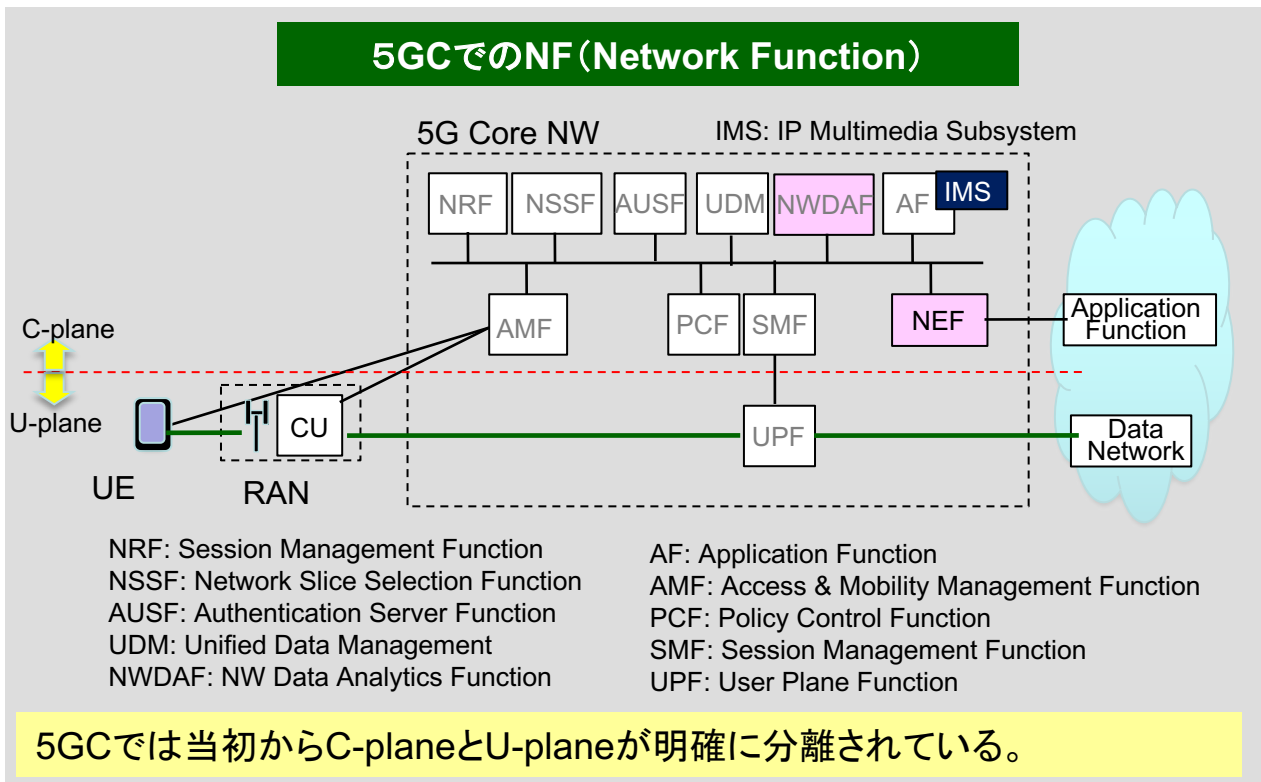 5GCでのNF（Network Function）
5G Core NW
IMS: IP Multimedia Subsystem
NRF
NSSF
AUSF
UDM
NWDAF
AF
IMS
AMF
PCF
SMF
NEF
Application
Function
C-plane
U-plane
CU
UPF
Data
Network
UE
RAN
NRF: Session Management Function
NSSF: Network Slice Selection Function
AUSF: Authentication Server Function
UDM: Unified Data Management
NWDAF: NW Data Analytics Function
AF: Application Function
AMF: Access & Mobility Management Function
PCF: Policy Control Function
SMF: Session Management Function
UPF: User Plane Function
5GCでは当初からC-planeとU-planeが明確に分離されている。